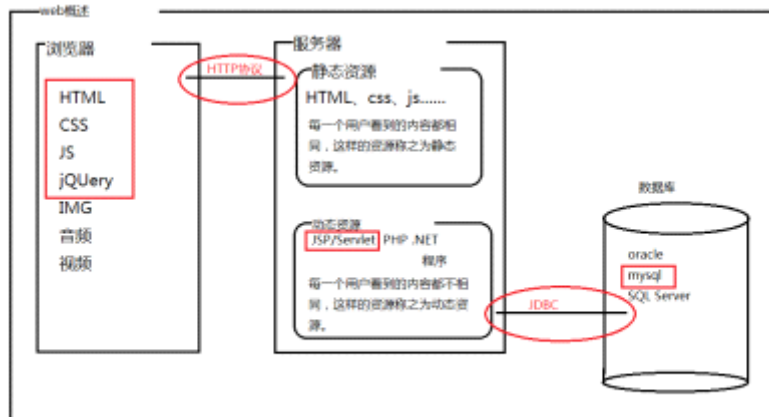 web概述
浏览器
HTML
CSS
JS
jQUery
IMG
音频
视频
HTTP协议
服务器
静态资源
HTML、css、js......
每一个用户看到的内容都相
同，这样的资源称之为静态
资源。
动态资源
JSP/Servlet PHP .NET
程序
每一个用户看到的内容都不相
同，这样的资源称之为动态资
源。
JDBC
数据库
oracle
mysql
SQL Server